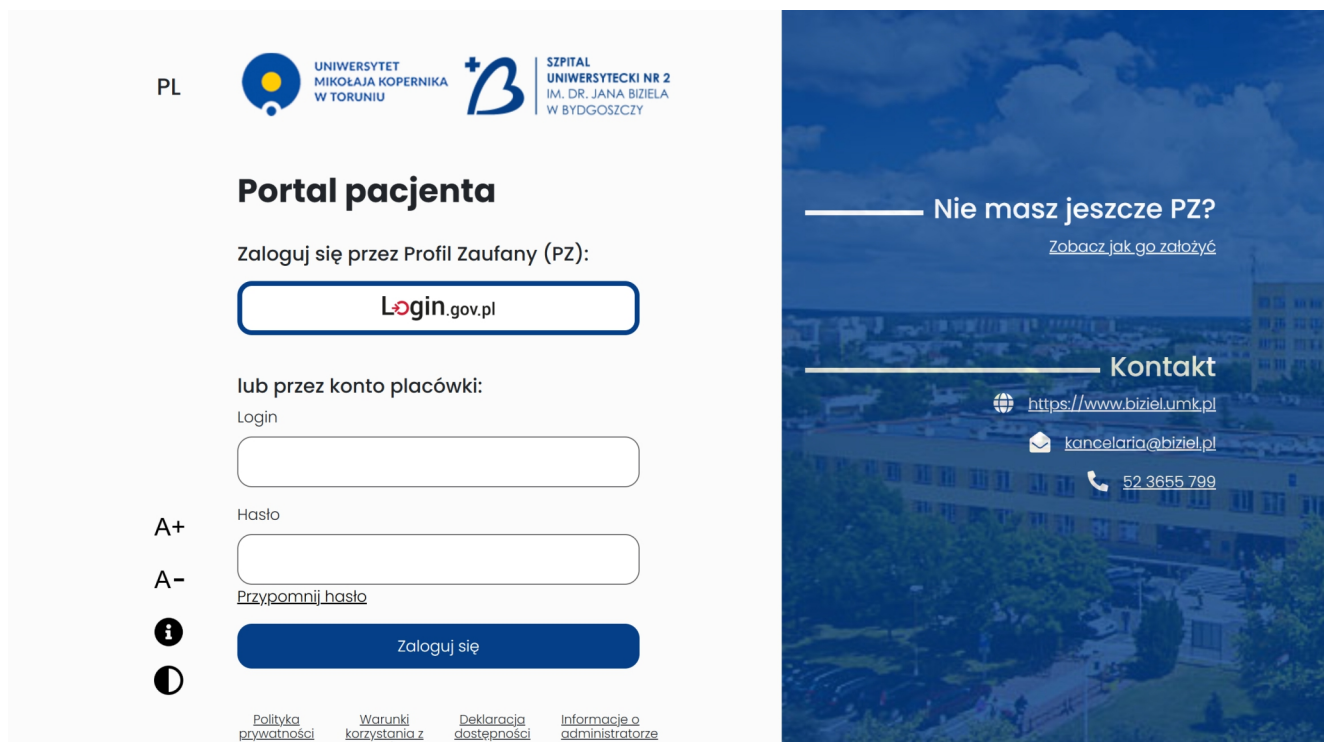 PL
UNIWERSYTET
MIKOŁAJA KOPERNIKA
W TORUNIU
SZPITAL
UNIWERSYTECKI NR 2
IM. DR. JANA BIZIELA
W BYDGOSZCZY
Portal pacjenta
Zaloguj się przez Profil Zaufany (PZ):
Login.gov.pl
lub przez konto placówki:
Login
Hasło
Przypomnij hasło
Zaloguj się
A+
A-
Polityka
prywatności
Warunki
korzystania z
Deklaracja
dostępności
Informacje o
administratorze
Nie masz jeszcze PZ?
Zobacz jak go założyć
Kontakt
https://www.biziel.umk.pl
kancelaria@biziel.pl
52 3655 799